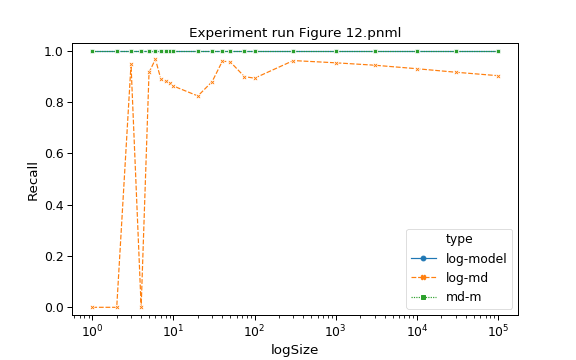 Experiment run Figure 12.pnml
1.0
0.8
0.6
0.4
0.2
0.0
Recall
type
log-model
log-md
md-m
10⁰
10¹
10²
10³
10⁴
10⁵
logSize